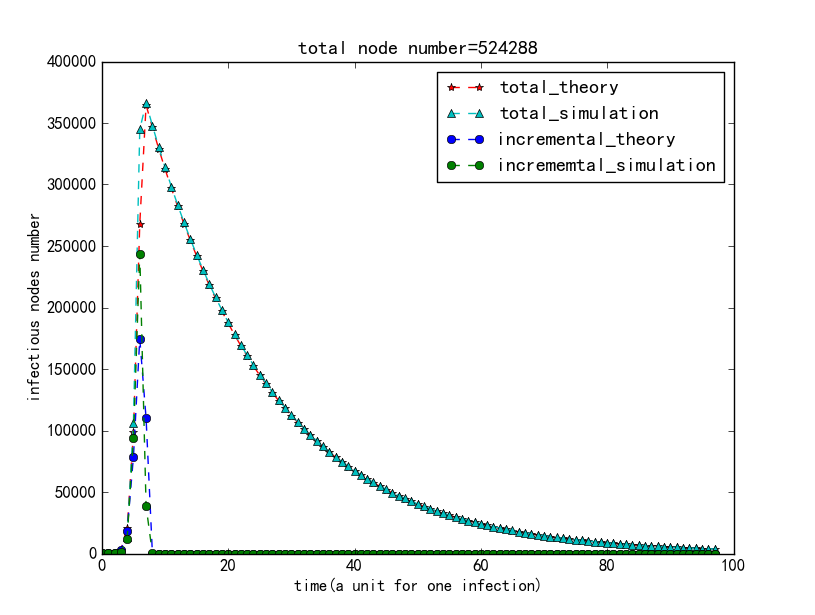 total node number=524288
400000
350000
300000
250000
200000
150000
100000
50000
0
infectious nodes number
total_theory
total_simulation
incremental_theory
incrememtal_simulation
0 20 40 60 80 100
time(a unit for one infection)